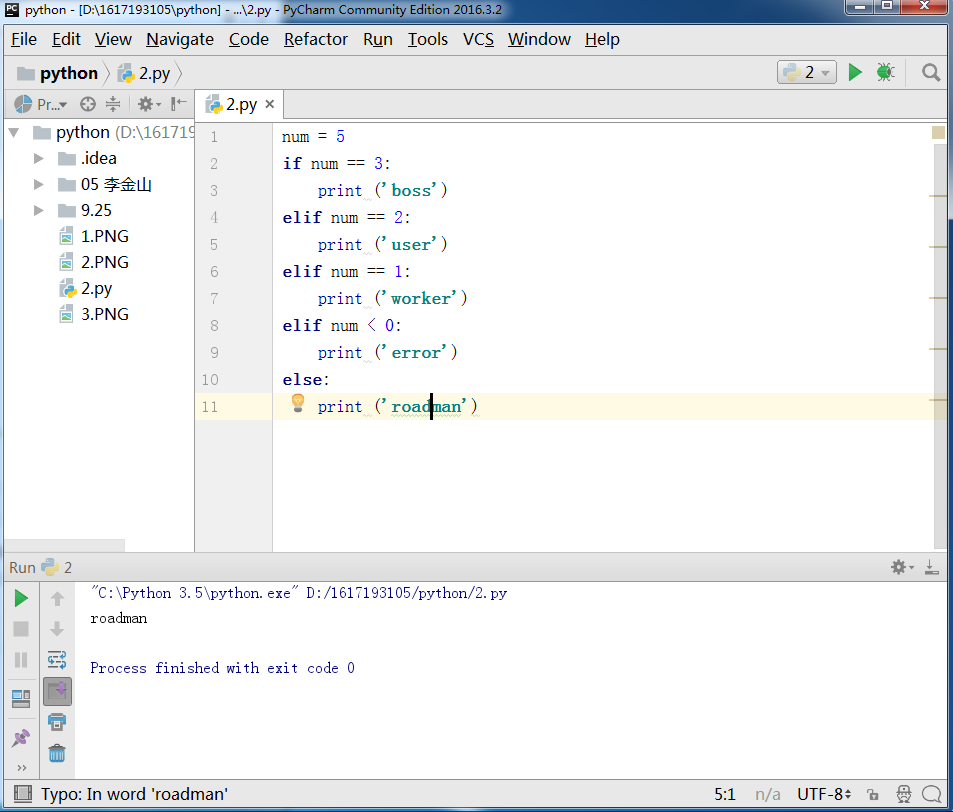 python - [D:\1617193105\python] - ...\2.py - PyCharm Community Edition 2016.3.2
File Edit View Navigate Code Refactor Run Tools VCS Window Help
python 2.py 2
Pr... 2.py
python (D:\161719
.idea
05 李金山
9.25
1.PNG
2.PNG
2.py
3.PNG
1 num = 5
2 if num == 3:
3 print ('boss')
4 elif num == 2:
5 print ('user')
6 elif num == 1:
7 print ('worker')
8 elif num < 0:
9 print ('error')
10 else:
11 print ('roadman')
Run 2
"C:\Python 3.5\python.exe" D:/1617193105/python/2.py
roadman
Process finished with exit code 0
Typo: In word 'roadman' 5:1 n/a UTF-8